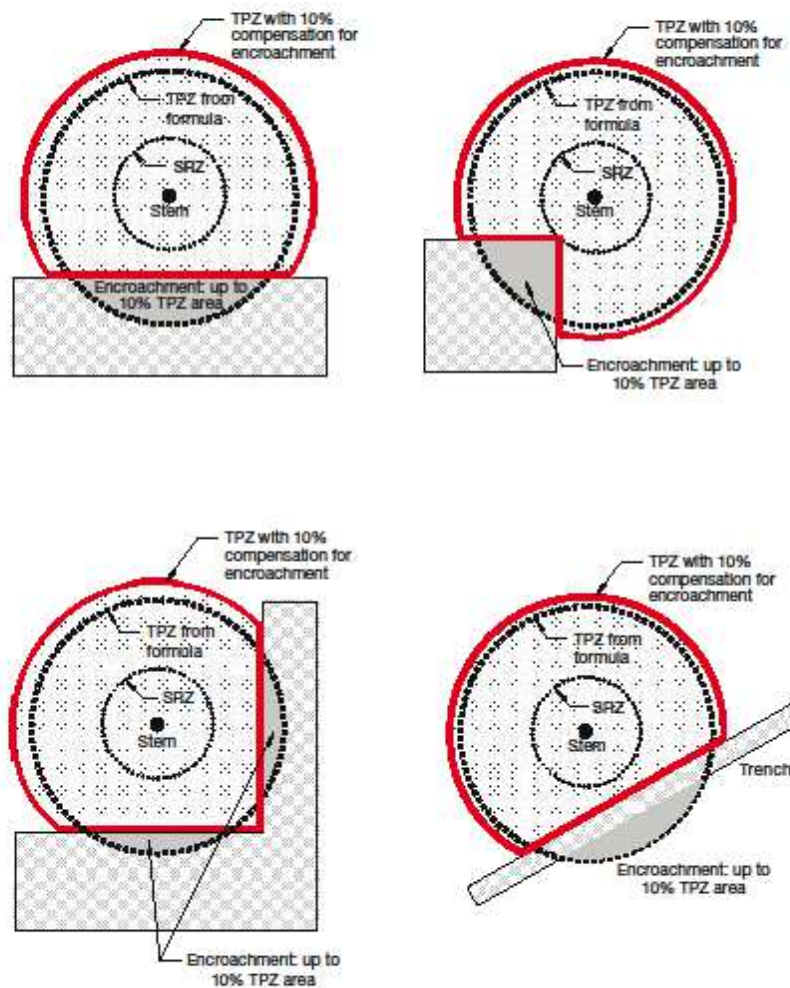 TPZ with 10%
compensation for
encroachment
TPZ from
formula
SRZ
Stem
Encroachment: up to
10% TPZ area
TPZ with 10%
compensation for
encroachment
TPZ from
formula
SRZ
Stem
Encroachment: up to
10% TPZ area
TPZ with 10%
compensation for
encroachment
TPZ from
formula
SRZ
Stem
Encroachment: up to
10% TPZ area
TPZ with 10%
compensation for
encroachment
TPZ from
formula
SRZ
Stem
Trench
Encroachment: up to
10% TPZ area